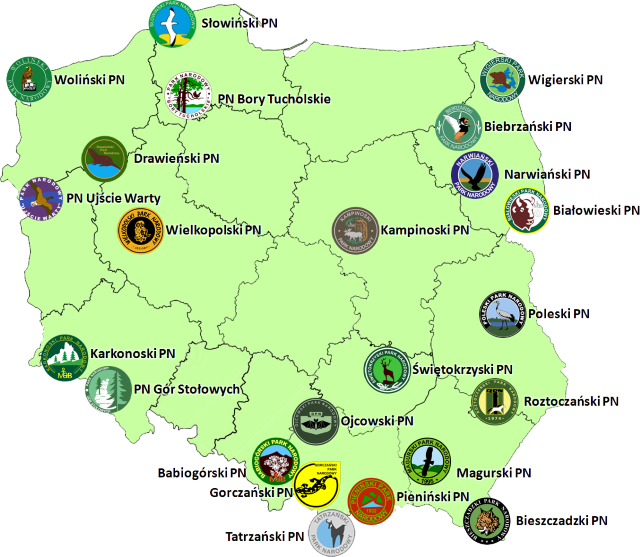 Słowiński PN
Woliński PN
Wigierski PN
PN Bory Tucholskie
Biebrzański PN
Drawieński PN
Narwiański PN
PN Ujście Warty
Białowieski PN
Wielkopolski PN
Kampinoski PN
Poleski PN
Karkonoski PN
Świętokrzyski PN
PN Gór Stołowych
Roztoczański PN
Ojcowski PN
Babiogórski PN
Magurski PN
Gorczański PN
Pieniński PN
Bieszczadzki PN
Tatrzański PN